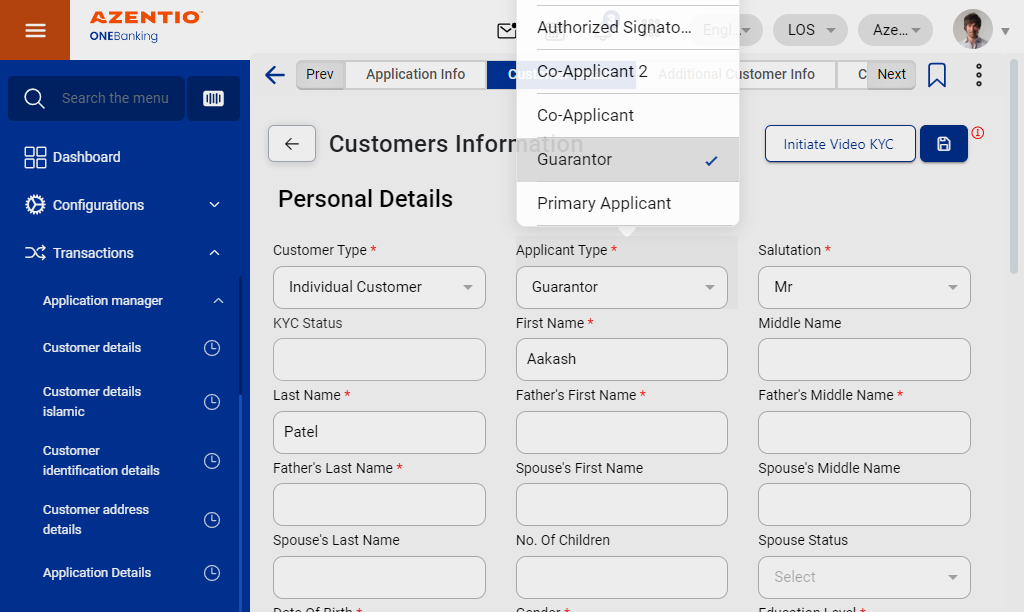 AZENTIO
ONEBanking
Search the menu
Dashboard
Configurations
Transactions
Application manager
Customer details
Customer details
islamic
Customer
identification details
Customer address
details
Application Details
Engl...
LOS
Aze...
Prev
Application Info
Additional Customer Info
C
Next
Authorized Signato...
Co-Applicant 2
Co-Applicant
Guarantor
Primary Applicant
Customers Information
Initiate Video KYC
Personal Details
Customer Type *
Applicant Type *
Salutation *
Individual Customer
Guarantor
Mr
KYC Status
First Name *
Middle Name
Aakash
Last Name *
Father's First Name *
Father's Middle Name *
Patel
Father's Last Name *
Spouse's First Name
Spouse's Middle Name
Spouse's Last Name
No. Of Children
Spouse Status
Select
Date Of Birth *
Gender *
Education Level *